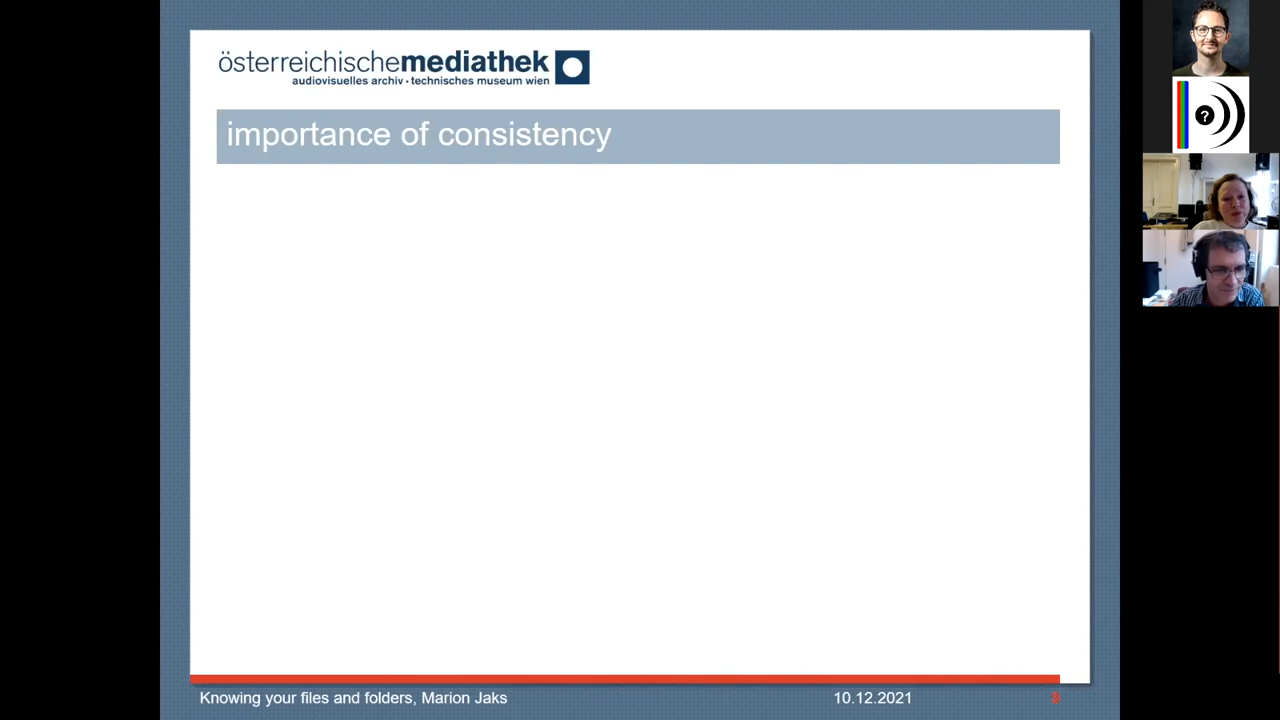 österreichischemediathek
audiovisuelles archiv · technisches museum wien
importance of consistency
?
Knowing your files and folders, Marion Jaks
10.12.2021